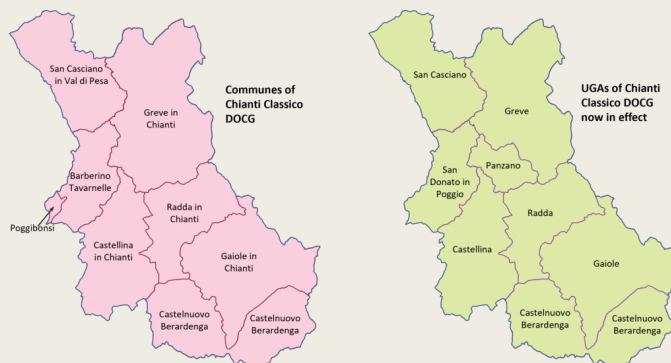 Communes of
Chianti Classico
DOCG
San Casciano
in Val di Pesa
Greve in
Chianti
Barberino
Tavarnelle
Poggibonsi
Radda in
Chianti
Castellina
in Chianti
Gaiole in
Chianti
Castelnuovo
Berardenga
Castelnuovo
Berardenga
UGAs of Chianti
Classico DOCG
now in effect
San Casciano
Greve
Panzano
San
Donato in
Poggio
Radda
Castellina
Gaiole
Castelnuovo
Berardenga
Castelnuovo
Berardenga